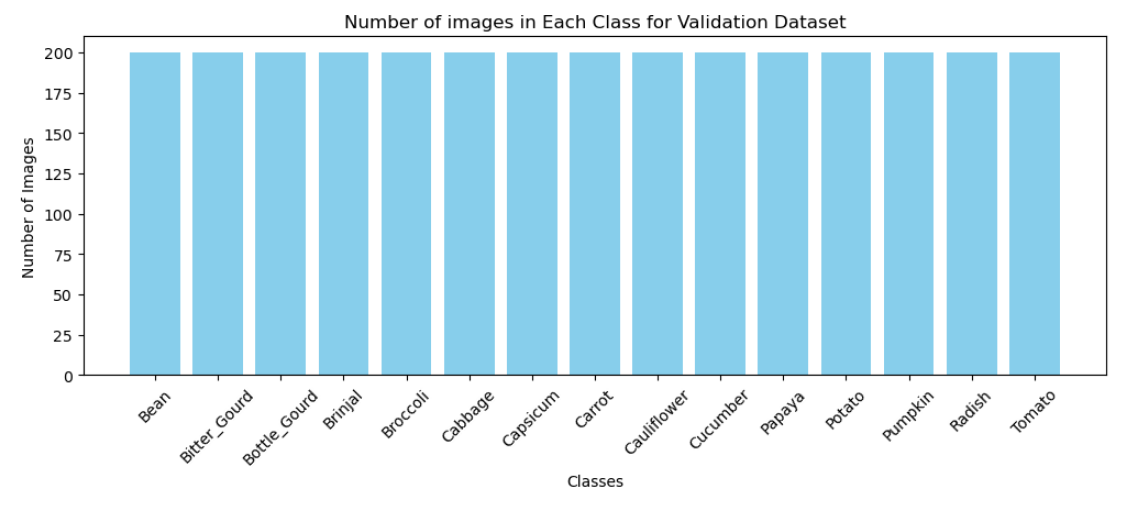 Number of images in Each Class for Validation Dataset
Number of Images
200
175
150
125
100
75
50
25
0
Bean
Bitter_Gourd
Bottle_Gourd
Brinjal
Broccoli
Cabbage
Capsicum
Carrot
Cauliflower
Cucumber
Papaya
Potato
Pumpkin
Radish
Tomato
Classes